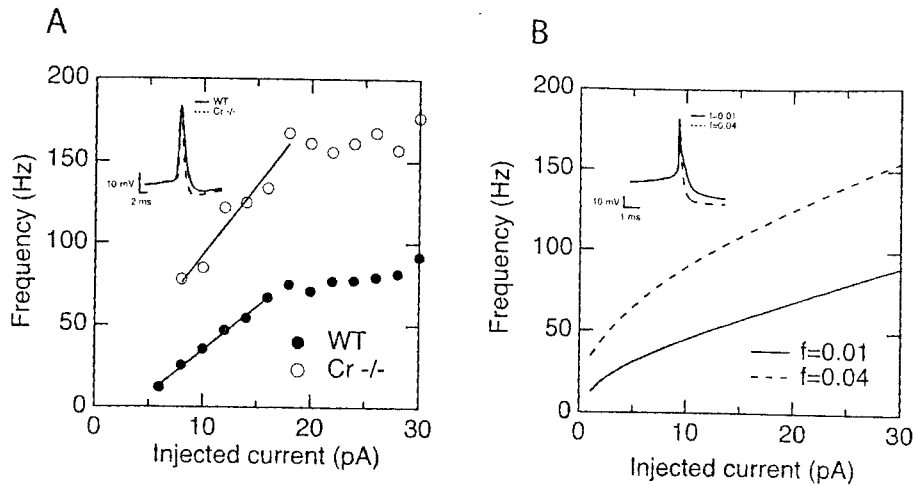 A
200
150
100
50
0
Frequency (Hz)
WT
Cr -/-
10 mV
2 ms
WT
Cr -/-
0
10
20
30
Injected current (pA)
B
200
150
100
50
0
Frequency (Hz)
f=0.01
f=0.04
10 mV
1 ms
f=0.01
f=0.04
0
10
20
30
Injected current (pA)